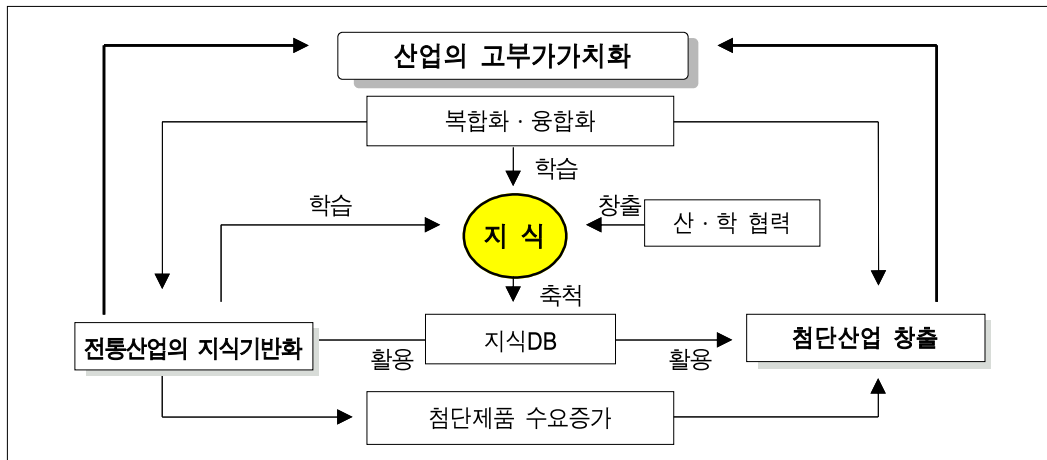 산업의 고부가가치화
복합화 · 융합화
학습
학습
창출
지 식
산 · 학 협력
축척
전통산업의 지식기반화
활용
지식DB
활용
첨단산업 창출
첨단제품 수요증가